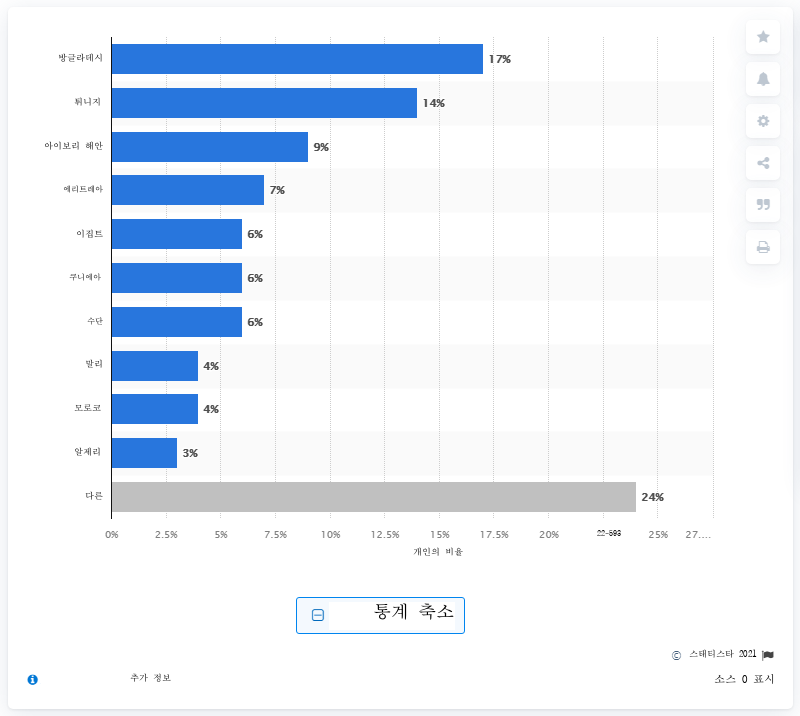 방글라데시 17%
튀니지 14%
아이보리 해안 9%
에리트레아 7%
이집트 6%
쿠니에아 6%
수단 6%
말리 4%
모로코 4%
알제리 3%
다른 24%
0% 2.5% 5% 7.5% 10% 12.5% 15% 17.5% 20% 22-593 25% 27....
개인의 비율
통계 축소
© 스태티스타 2021
추가 정보
소스 0 표시